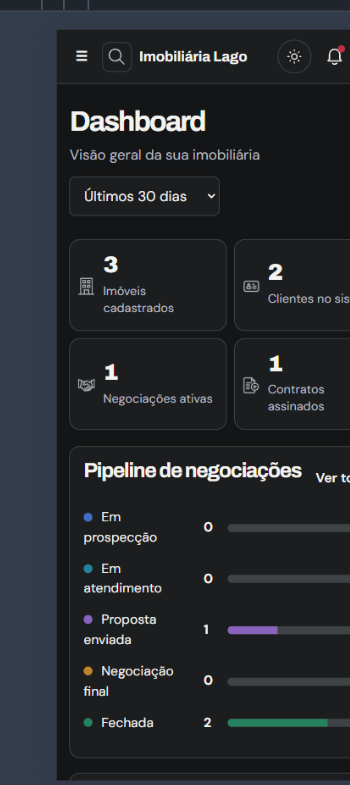 Imobiliária Lago
Dashboard
Visão geral da sua imobiliária
Últimos 30 dias
3
Imóveis
cadastrados
2
Clientes no sis
1
Negociações ativas
1
Contratos
assinados
Pipeline de negociações
Ver to
Em
prospecção
0
Em
atendimento
0
Proposta
enviada
1
Negociação
final
0
Fechada
2